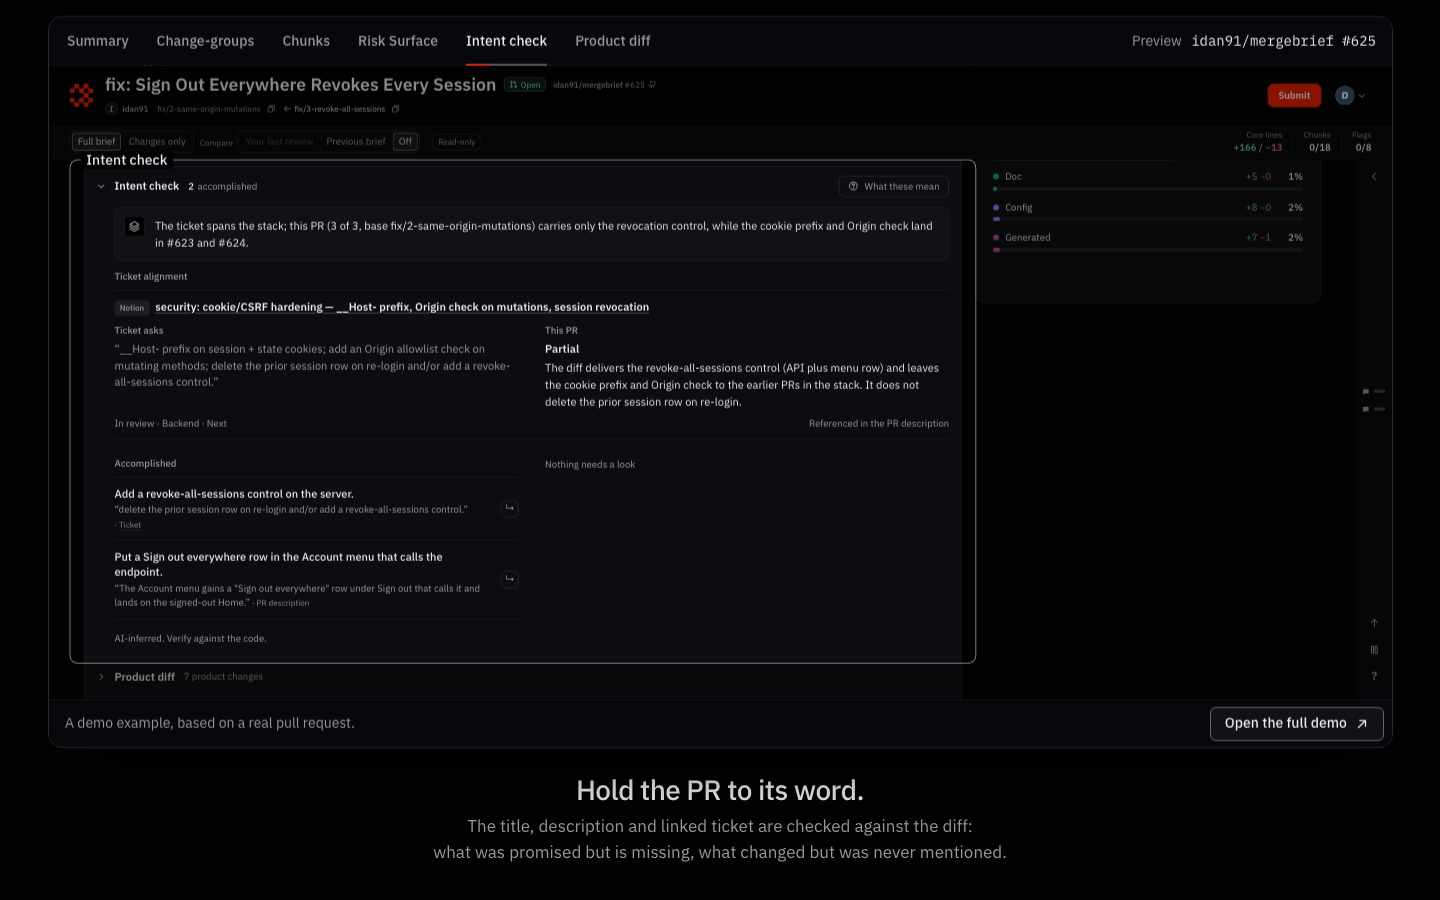 Summary Change-groups Chunks Risk Surface Intent check Product diff Preview idan91/mergebrief #625
fix: Sign Out Everywhere Revokes Every Session Open idan91/mergebrief #625
I idan91 fix/2-same-origin-mutations ← fix/3-revoke-all-sessions
Submit D
Full brief Changes only Compare Your last review Previous brief Off Read-only
Core lines Chunks Flags
+166 / −13 0/18 0/8
Intent check
Intent check 2 accomplished What these mean
The ticket spans the stack; this PR (3 of 3, base fix/2-same-origin-mutations) carries only the revocation control, while the cookie prefix and Origin check land
in #623 and #624.
Ticket alignment
Notion security: cookie/CSRF hardening — __Host- prefix, Origin check on mutations, session revocation
Ticket asks
“__Host- prefix on session + state cookies; add an Origin allowlist check on
mutating methods; delete the prior session row on re-login and/or add a revoke-
all-sessions control.”
This PR
Partial
The diff delivers the revoke-all-sessions control (API plus menu row) and leaves
the cookie prefix and Origin check to the earlier PRs in the stack. It does not
delete the prior session row on re-login.
In review · Backend · Next Referenced in the PR description
Accomplished
Nothing needs a look
Add a revoke-all-sessions control on the server.
“delete the prior session row on re-login and/or add a revoke-all-sessions control.”
· Ticket
Put a Sign out everywhere row in the Account menu that calls the
endpoint.
“The Account menu gains a "Sign out everywhere" row under Sign out that calls it and
lands on the signed-out Home.” · PR description
AI-inferred. Verify against the code.
Product diff 7 product changes
Doc +5 −0 1%
Config +8 −0 2%
Generated +7 −1 2%
?
A demo example, based on a real pull request.
Open the full demo ↗
Hold the PR to its word.
The title, description and linked ticket are checked against the diff:
what was promised but is missing, what changed but was never mentioned.